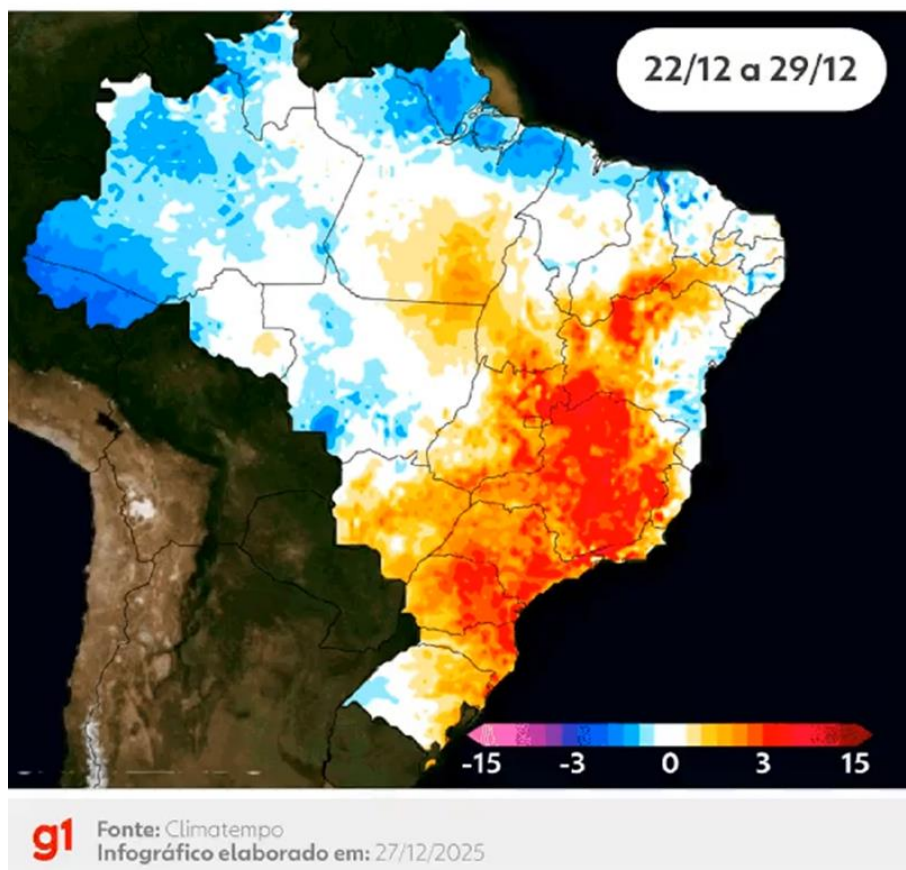 22/12 a 29/12
-15 -3 0 3 15
g1
Fonte: Climatempo
Infográfico elaborado em: 27/12/2025